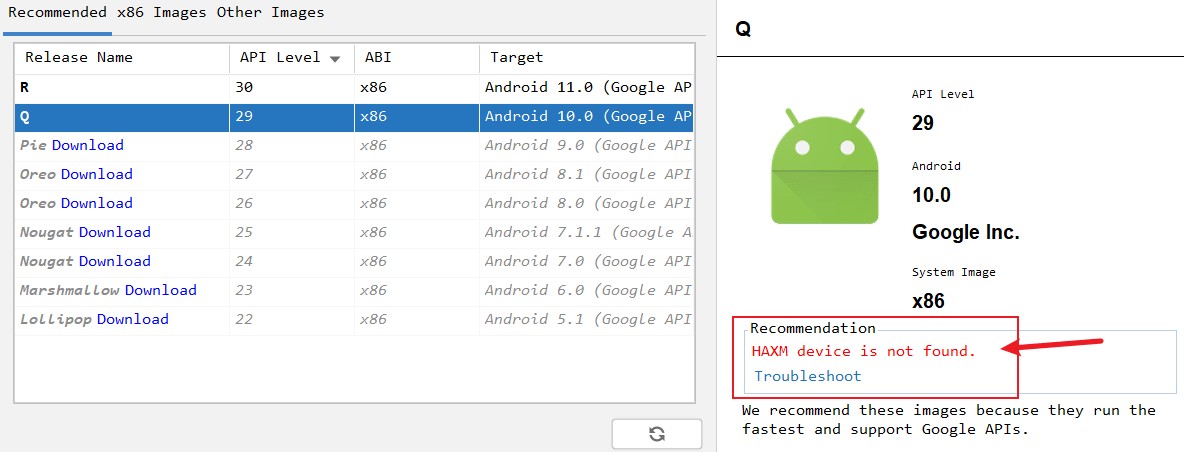 Recommended x86 Images Other Images
Release Name API Level ABI Target
R 30 x86 Android 11.0 (Google AP
Q 29 x86 Android 10.0 (Google AP
Pie Download 28 x86 Android 9.0 (Google API
Oreo Download 27 x86 Android 8.1 (Google API
Oreo Download 26 x86 Android 8.0 (Google API
Nougat Download 25 x86 Android 7.1.1 (Google A
Nougat Download 24 x86 Android 7.0 (Google API
Marshmallow Download 23 x86 Android 6.0 (Google API
Lollipop Download 22 x86 Android 5.1 (Google API
Q
API Level
29
Android
10.0
Google Inc.
System Image
x86
Recommendation
HAXM device is not found.
Troubleshoot
We recommend these images because they run the
fastest and support Google APIs.